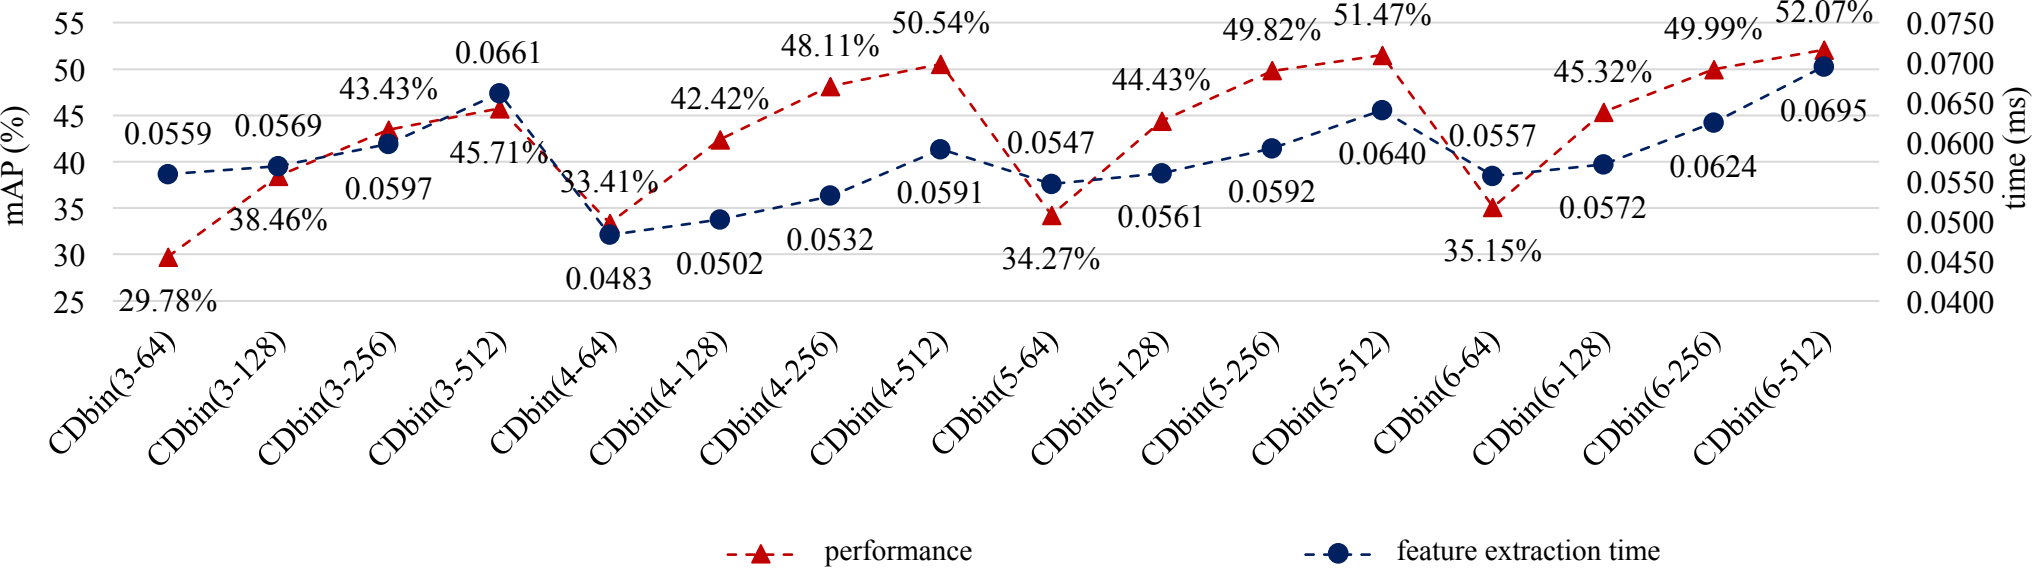 mAP (%)
55
50
45
40
35
30
25
0.0559
29.78%
0.0569
38.46%
43.43%
0.0597
0.0661
45.71%
33.41%
0.0483
42.42%
0.0502
48.11%
0.0532
50.54%
0.0591
0.0547
34.27%
44.43%
0.0561
49.82%
0.0592
51.47%
0.0640
0.0557
35.15%
45.32%
0.0572
49.99%
0.0624
52.07%
0.0695
0.0750
0.0700
0.0650
0.0600
0.0550
0.0500
0.0450
0.0400
time (ms)
CDbin(3-64)
CDbin(3-128)
CDbin(3-256)
CDbin(3-512)
CDbin(4-64)
CDbin(4-128)
CDbin(4-256)
CDbin(4-512)
CDbin(5-64)
CDbin(5-128)
CDbin(5-256)
CDbin(5-512)
CDbin(6-64)
CDbin(6-128)
CDbin(6-256)
CDbin(6-512)
performance
feature extraction time